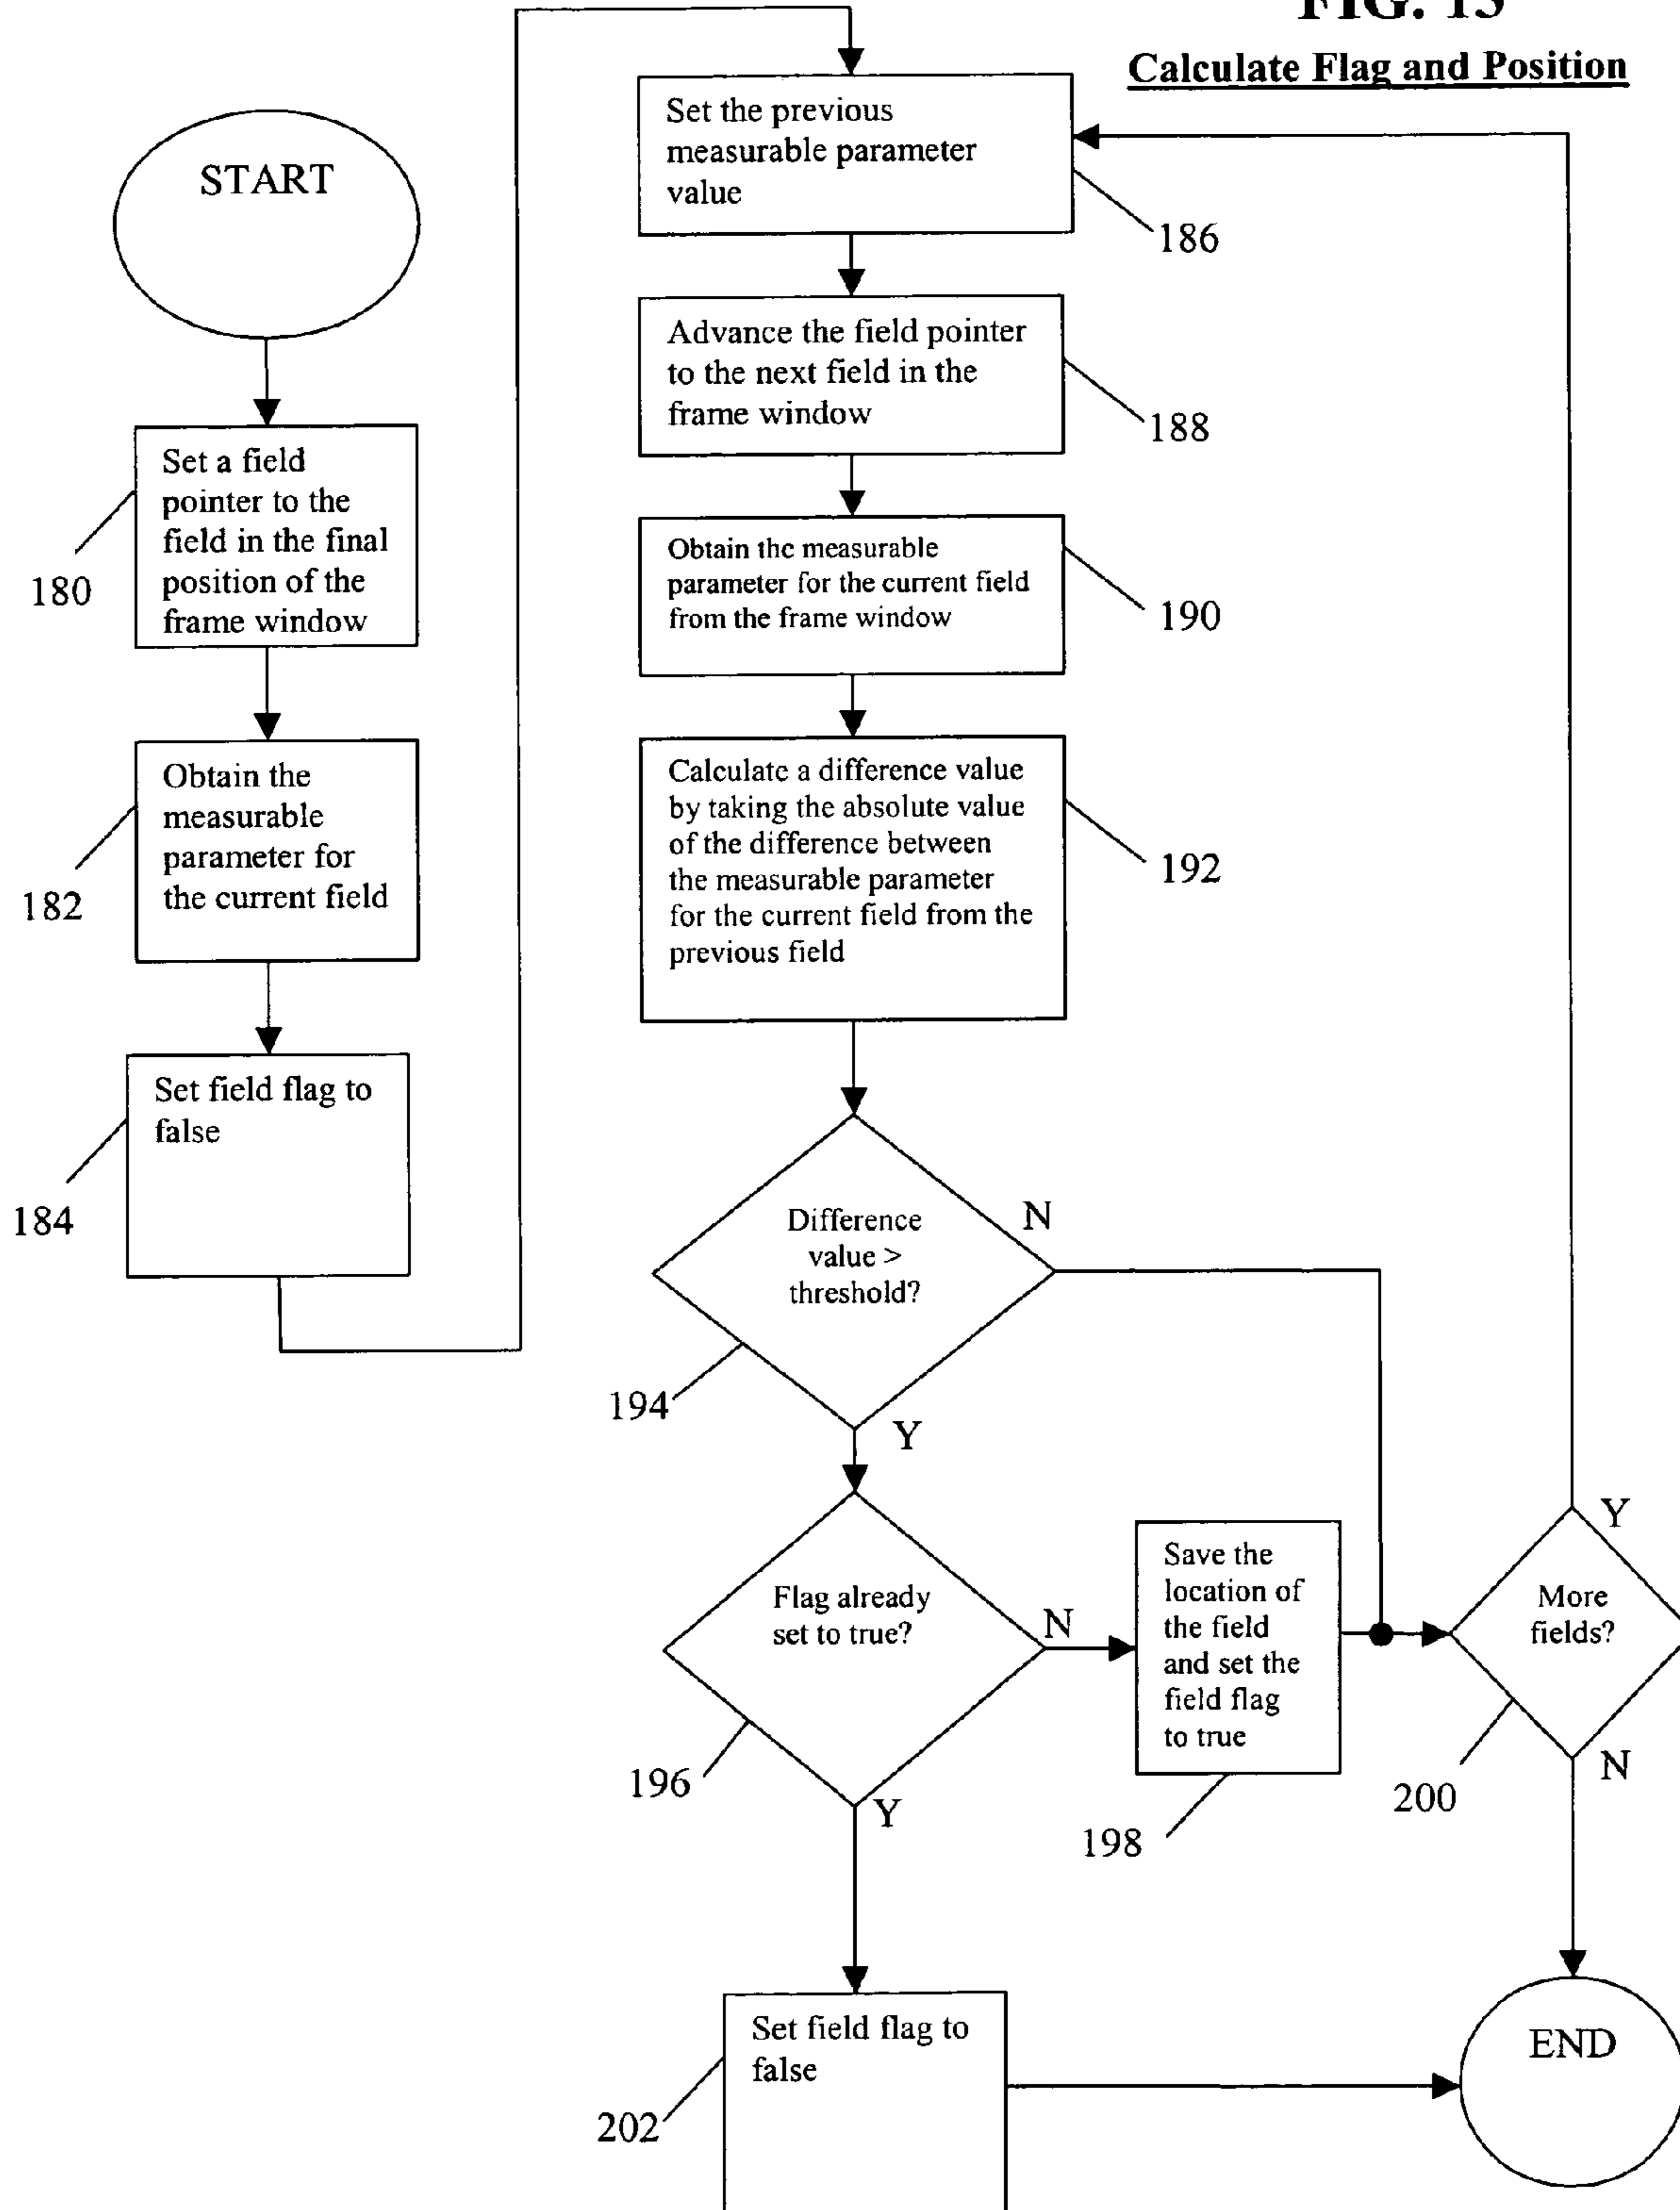 FIG. 13
Calculate Flag and Position
START
Set a field
pointer to the
field in the final
position of the
frame window
180
Obtain the
measurable
parameter for
the current field
182
Set field flag to
false
184
Set the previous
measurable parameter
value
186
Advance the field pointer
to the next field in the
frame window
188
Obtain the measurable
parameter for the current field
from the frame window
190
Calculate a difference value
by taking the absolute value
of the difference between
the measurable parameter
for the current field from the
previous field
192
Difference
value >
threshold?
N
194
Y
Flag already
set to true?
N
196
Y
Save the
location of
the field
and set the
field flag
to true
198
More
fields?
Y
200
N
Set field flag to
false
202
END